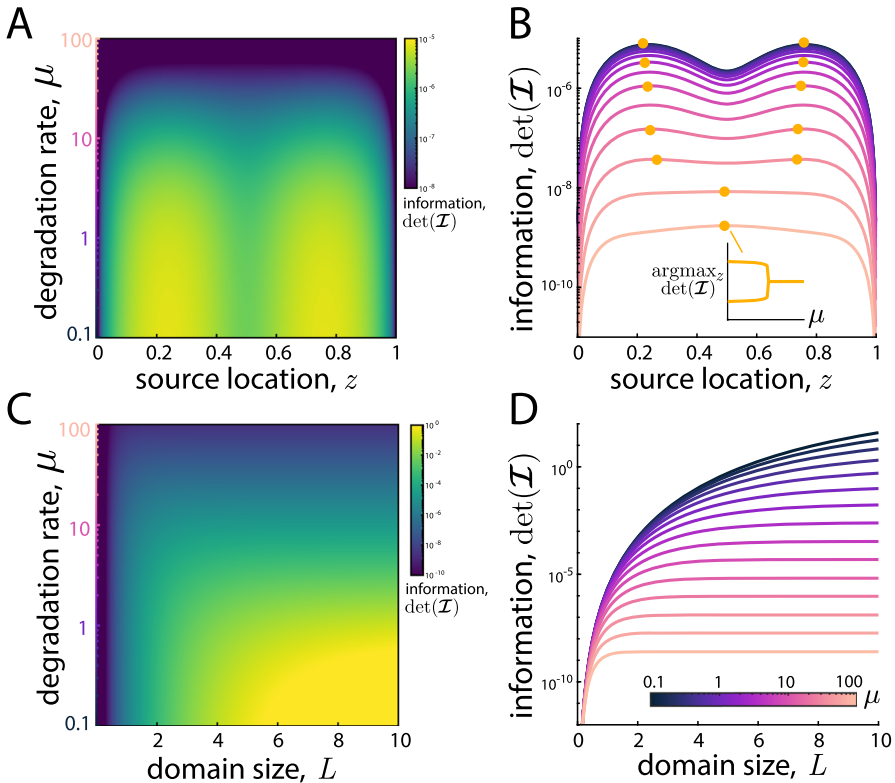 A
degradation rate, μ
100
10
1
0.1
0
0.2
0.4
0.6
0.8
1
source location, z
10⁻⁵
10⁻⁶
10⁻⁷
10⁻⁸
information,
det(𝓘)
B
information, det(𝓘)
10⁻⁶
10⁻⁸
10⁻¹⁰
argmax_z
det(𝓘)
μ
0
0.2
0.4
0.6
0.8
1
source location, z
C
degradation rate, μ
100
10
1
0.1
2
4
6
8
10
domain size, L
10⁰
10⁻²
10⁻⁴
10⁻⁶
10⁻⁸
10⁻¹⁰
information,
det(𝓘)
D
information, det(𝓘)
10⁰
10⁻⁵
10⁻¹⁰
0.1
1
10
100
μ
0
2
4
6
8
10
domain size, L